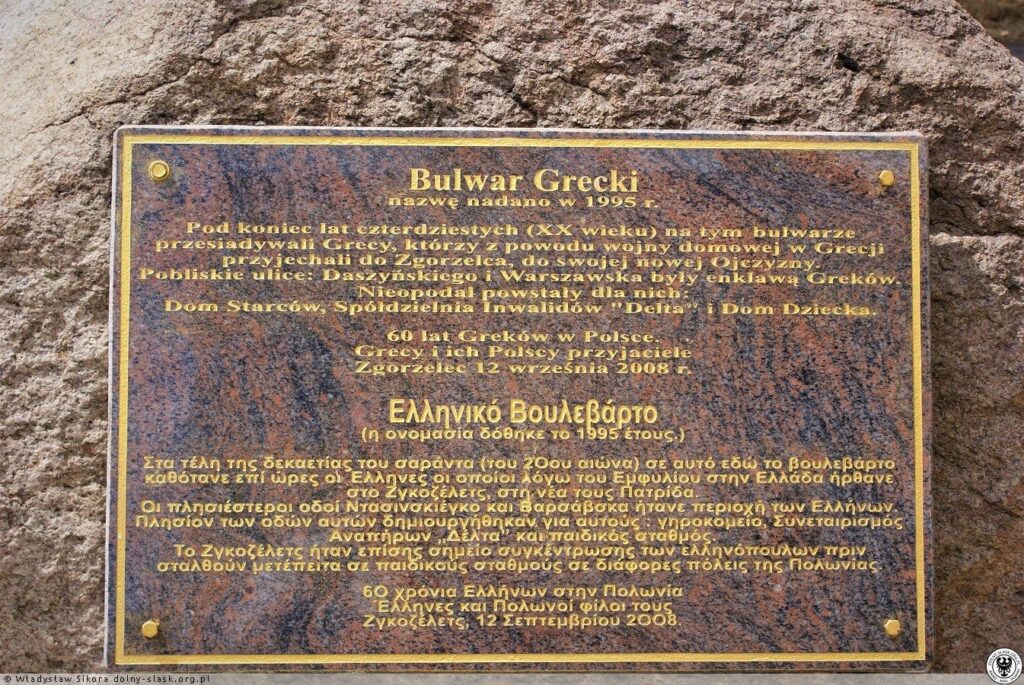 Bulwar Grecki
nazwę nadano w 1995 r.
Pod koniec lat czterdziestych (XX wieku) na tym bulwarze
przesiadywali Grecy, którzy z powodu wojny domowej w Grecji
przyjechali do Zgorzelca, do swojej nowej Ojczyzny.
Pobliskie ulice: Daszyńskiego i Warszawska były enklawą Greków.
Nieopodal powstały dla nich:
Dom Starców, Spółdzielnia Inwalidów "Delta" i Dom Dziecka.
60 lat Greków w Polsce.
Grecy i ich Polscy przyjaciele
Zgorzelec 12 września 2008 r.
Ελληνικό Βουλεβάρτο
(η ονομασία δόθηκε το 1995 έτους.)
Στα τέλη της δεκαετίας του σαράντα (του 20ου αιώνα) σε αυτό εδώ το βουλεβάρτο
καθότανε επί ώρες οι Έλληνες οι οποίοι λόγω του Εμφυλίου στην Ελλάδα ήρθανε
στο Ζγκοζέλετς, στη νέα τους Πατρίδα.
Οι πλησιέστεροι οδοί Ντασινσκιέγκο και Βαρσάβσκα ήτανε περιοχή των Ελλήνων.
Πλησίον των οδών αυτών δημιουργήθηκαν για αυτούς : γηροκομείο, Συνεταιρισμός
Αναπήρων „Δέλτα" και παιδικός σταθμός.
Το Ζγκοζέλετς ήταν επίσης σημείο συγκέντρωσης των ελληνόπουλων πριν
σταλθούν μετέπειτα σε παιδικούς σταθμούς σε διάφορες πόλεις της Πολωνίας.
60 χρόνια Ελλήνων στην Πολωνία
Έλληνες και Πολωνοί φίλοι τους
Ζγκοζέλετς, 12 Σεπτεμβρίου 2008.
© Władysław Sikora dolny-slask.org.pl